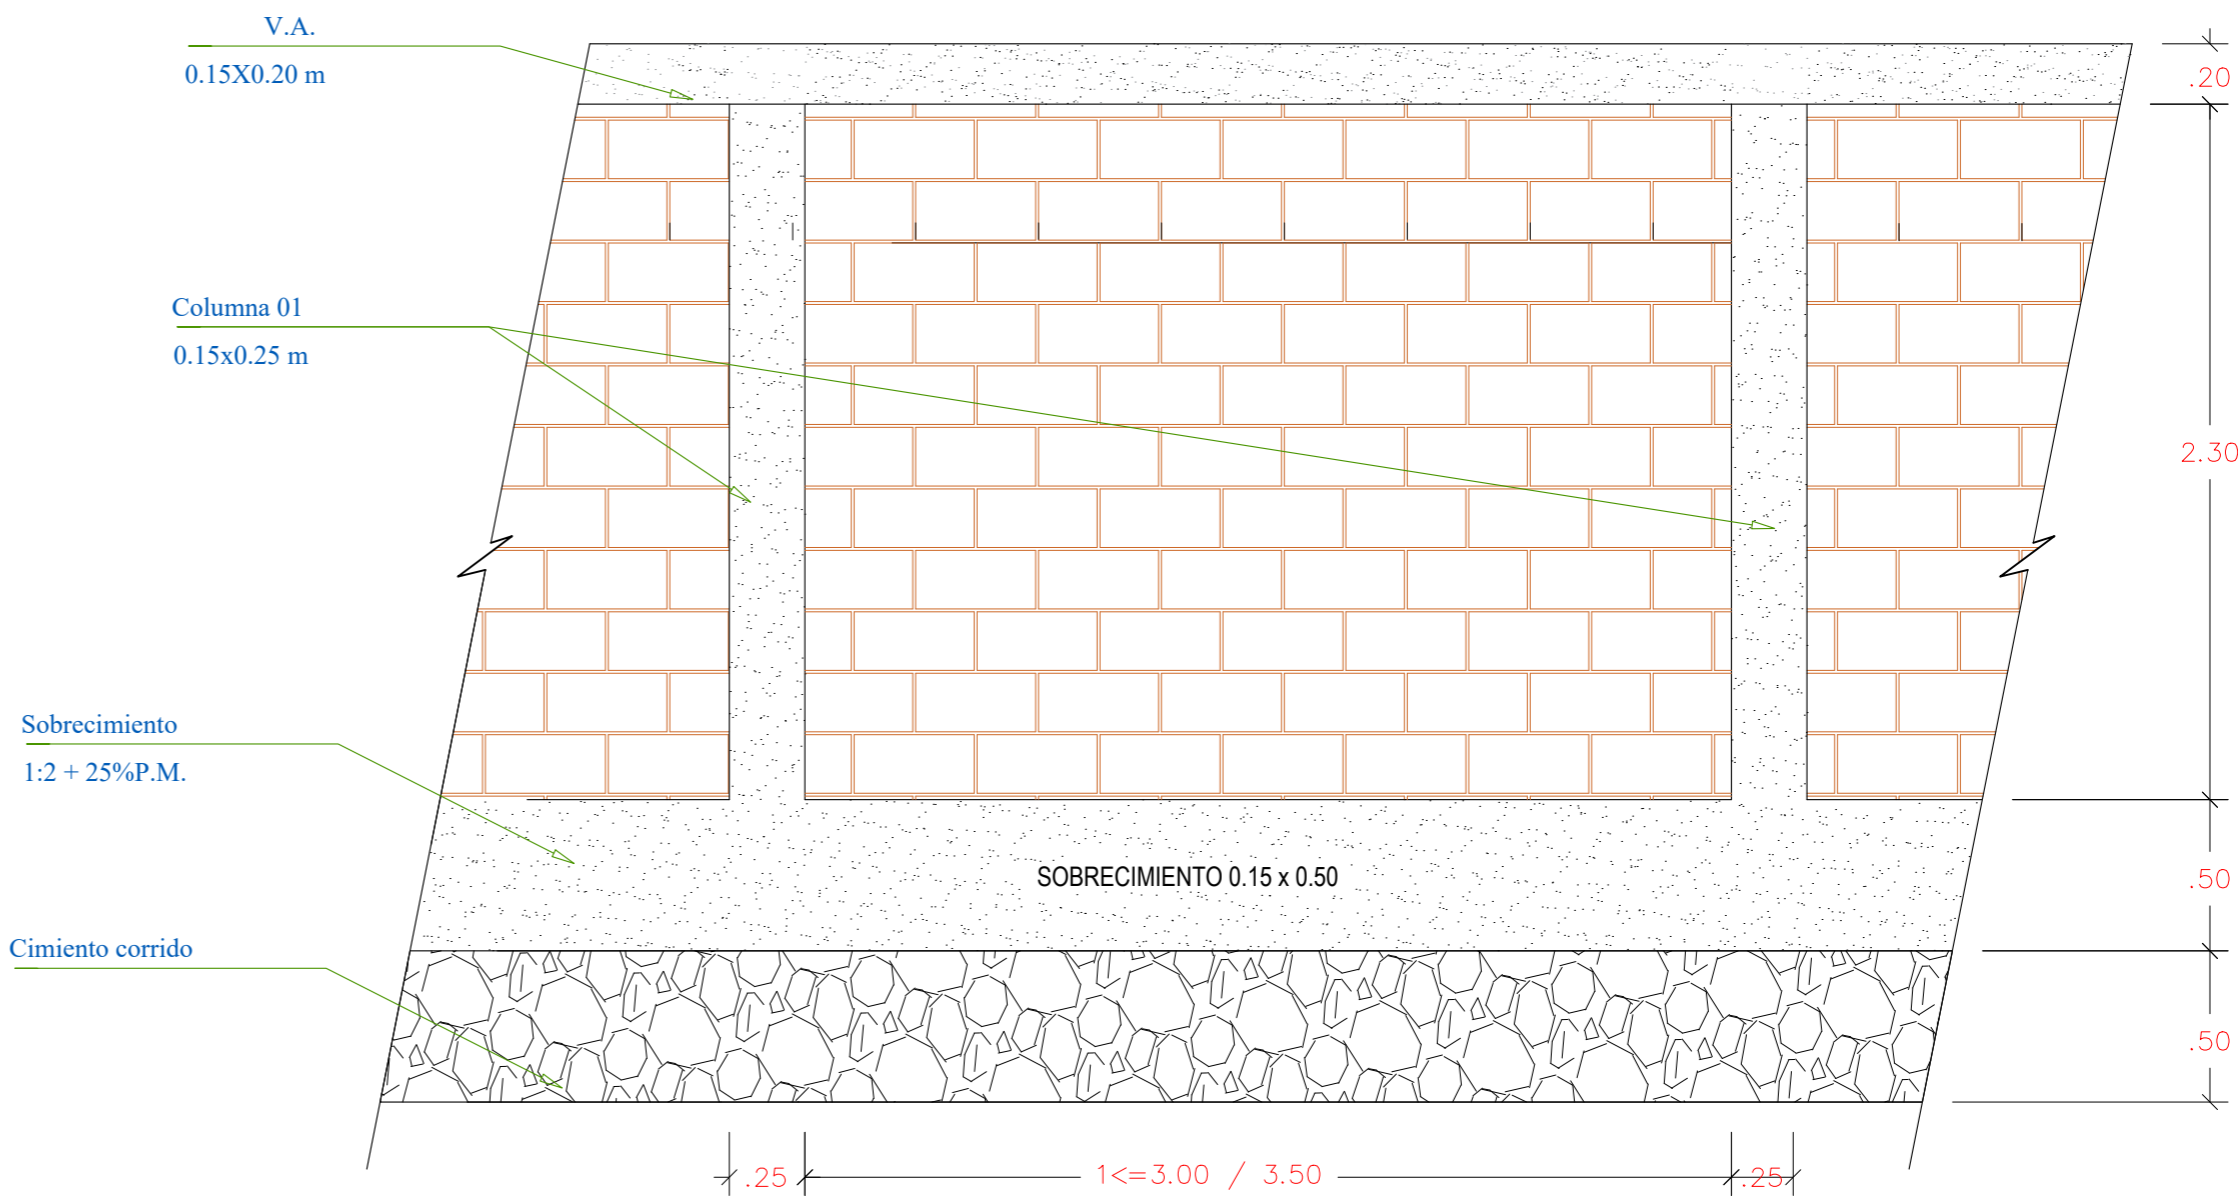 V.A.
0.15X0.20 m
.20
Columna 01
0.15x0.25 m
2.30
Sobrecimiento
1:2 + 25%P.M.
SOBRECIMIENTO 0.15 x 0.50
.50
Cimiento corrido
.50
.25
1<=3.00 / 3.50
.25